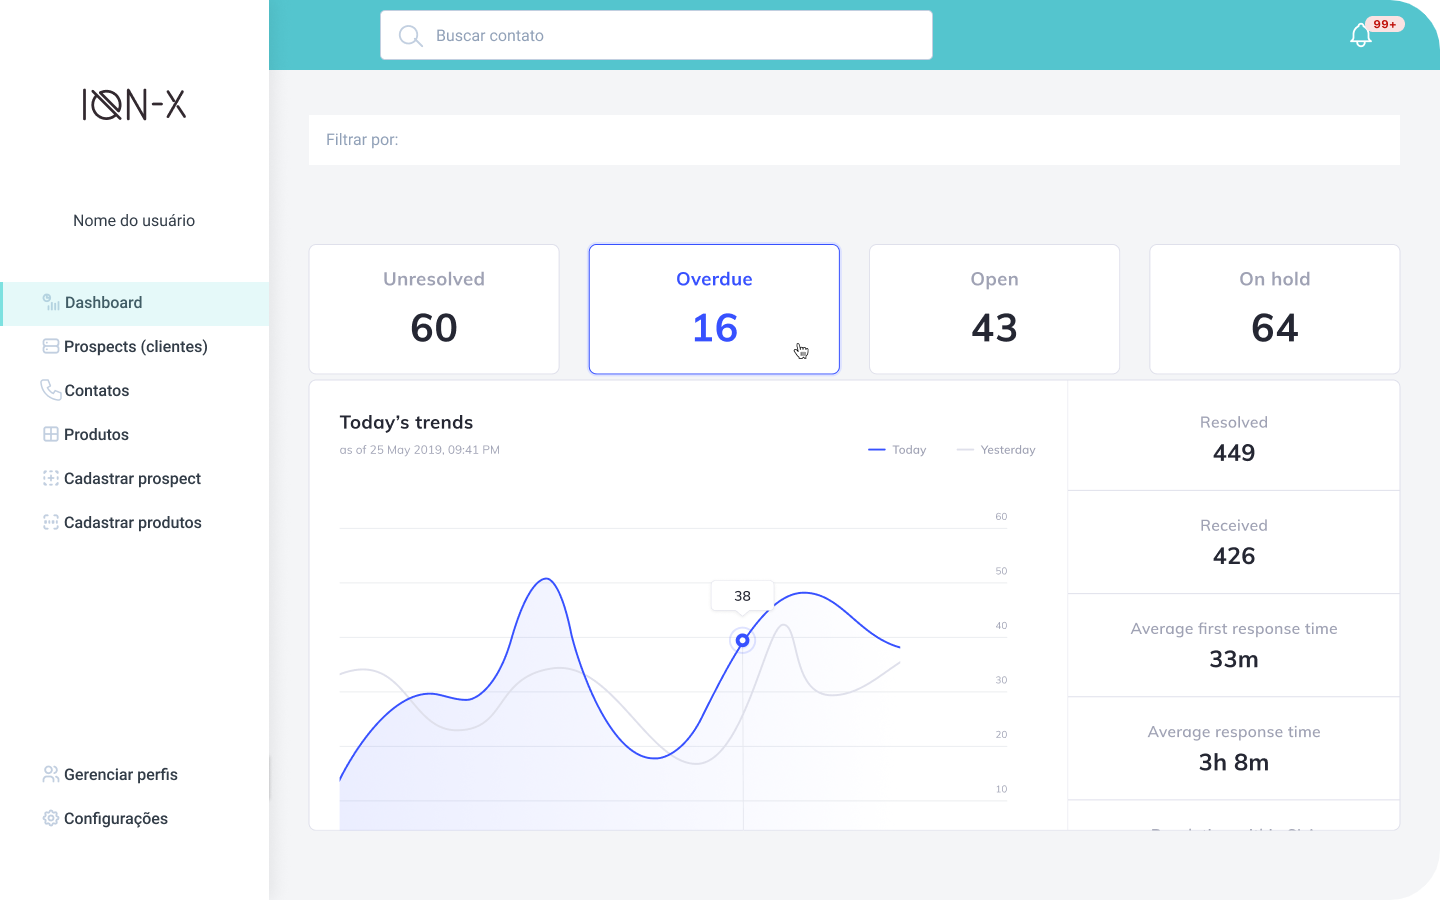 Buscar contato
99+
ION-X
Filtrar por:
Nome do usuário
Dashboard
Prospects (clientes)
Contatos
Produtos
Cadastrar prospect
Cadastrar produtos
Gerenciar perfis
Configurações
Unresolved
60
Overdue
16
Open
43
On hold
64
Today's trends
as of 25 May 2019, 09:41 PM
Today
Yesterday
60
50
40
30
20
10
38
Resolved
449
Received
426
Average first response time
33m
Average response time
3h 8m